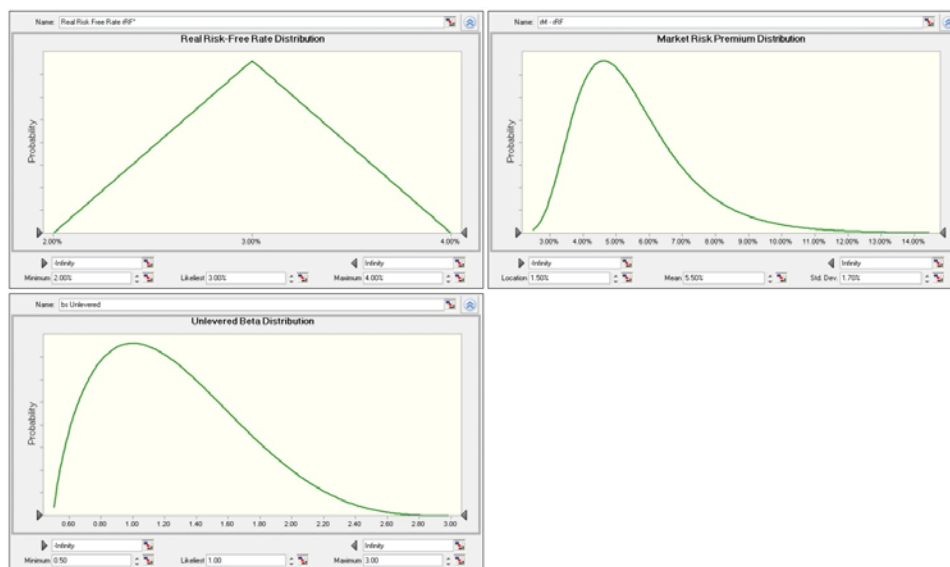 Name: Real Risk Free Rate rRF*
Real Risk-Free Rate Distribution
Probability
2.00% 3.00% 4.00%
-Infinity Infinity
Minimum 2.00% Likeliest 3.00% Maximum 4.00%
Name: rM - rRF
Market Risk Premium Distribution
Probability
3.00% 4.00% 5.00% 6.00% 7.00% 8.00% 9.00% 10.00% 11.00% 12.00% 13.00% 14.00%
-Infinity Infinity
Location 1.50% Mean 5.50% Std. Dev. 1.70%
Name: bs Unlevered
Unlevered Beta Distribution
Probability
0.60 0.80 1.00 1.20 1.40 1.60 1.80 2.00 2.20 2.40 2.60 2.80 3.00
-Infinity Infinity
Minimum 0.50 Likeliest 1.00 Maximum 3.00